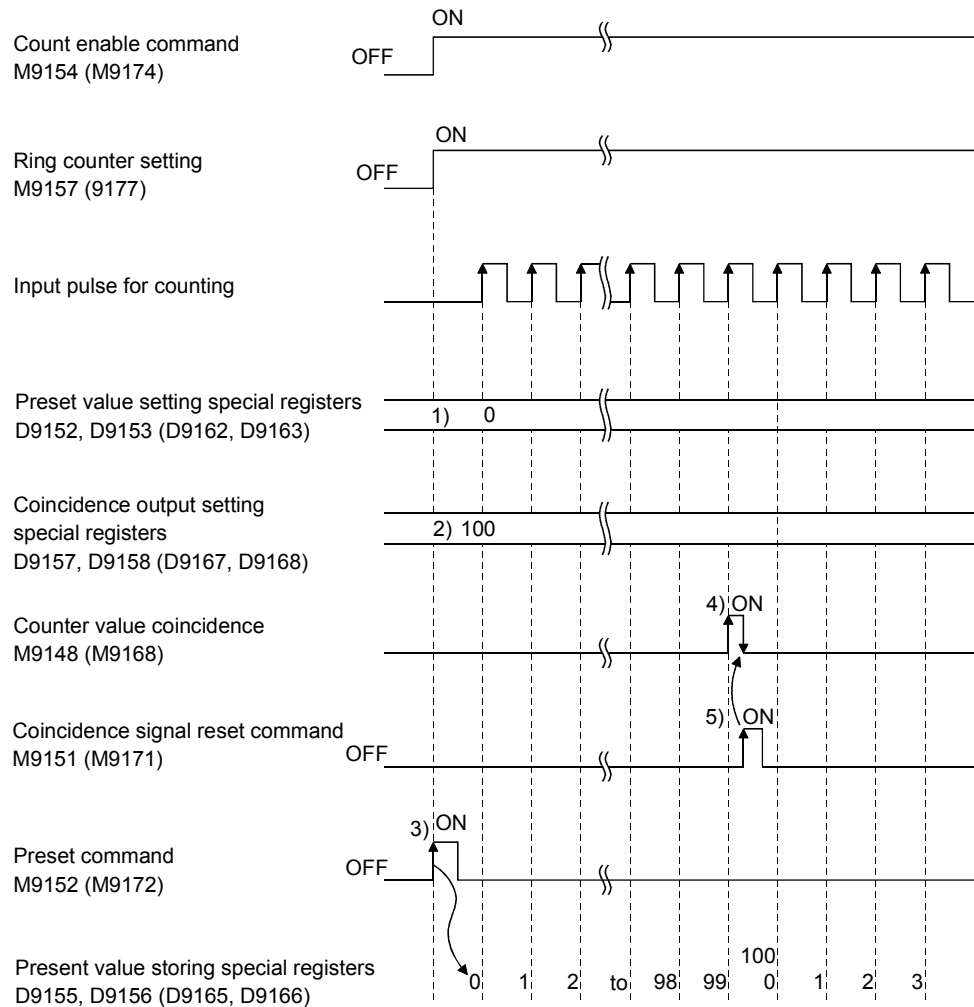 ON
Count enable command
OFF
M9154 (M9174)
ON
Ring counter setting
OFF
M9157 (9177)
Input pulse for counting
Preset value setting special registers
1) 0
D9152, D9153 (D9162, D9163)
Coincidence output setting
special registers
2) 100
D9157, D9158 (D9167, D9168)
4) ON
Counter value coincidence
M9148 (M9168)
5) ON
Coincidence signal reset command
OFF
M9151 (M9171)
3) ON
Preset command
OFF
M9152 (M9172)
100
Present value storing special registers
0 1 2 to 98 99 0 1 2 3
D9155, D9156 (D9165, D9166)